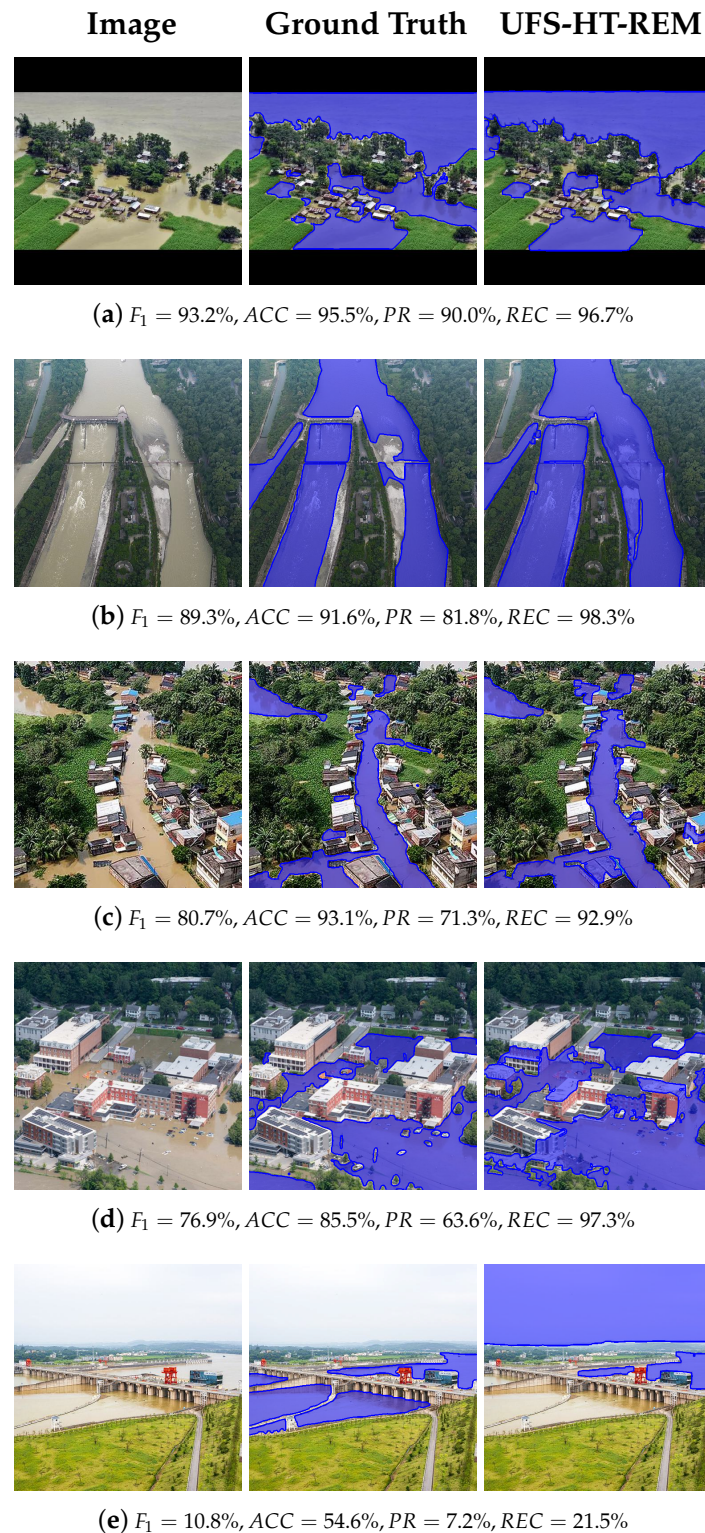 Image Ground Truth UFS-HT-REM
(a) F₁ = 93.2%, ACC = 95.5%, PR = 90.0%, REC = 96.7%
(b) F₁ = 89.3%, ACC = 91.6%, PR = 81.8%, REC = 98.3%
(c) F₁ = 80.7%, ACC = 93.1%, PR = 71.3%, REC = 92.9%
(d) F₁ = 76.9%, ACC = 85.5%, PR = 63.6%, REC = 97.3%
(e) F₁ = 10.8%, ACC = 54.6%, PR = 7.2%, REC = 21.5%